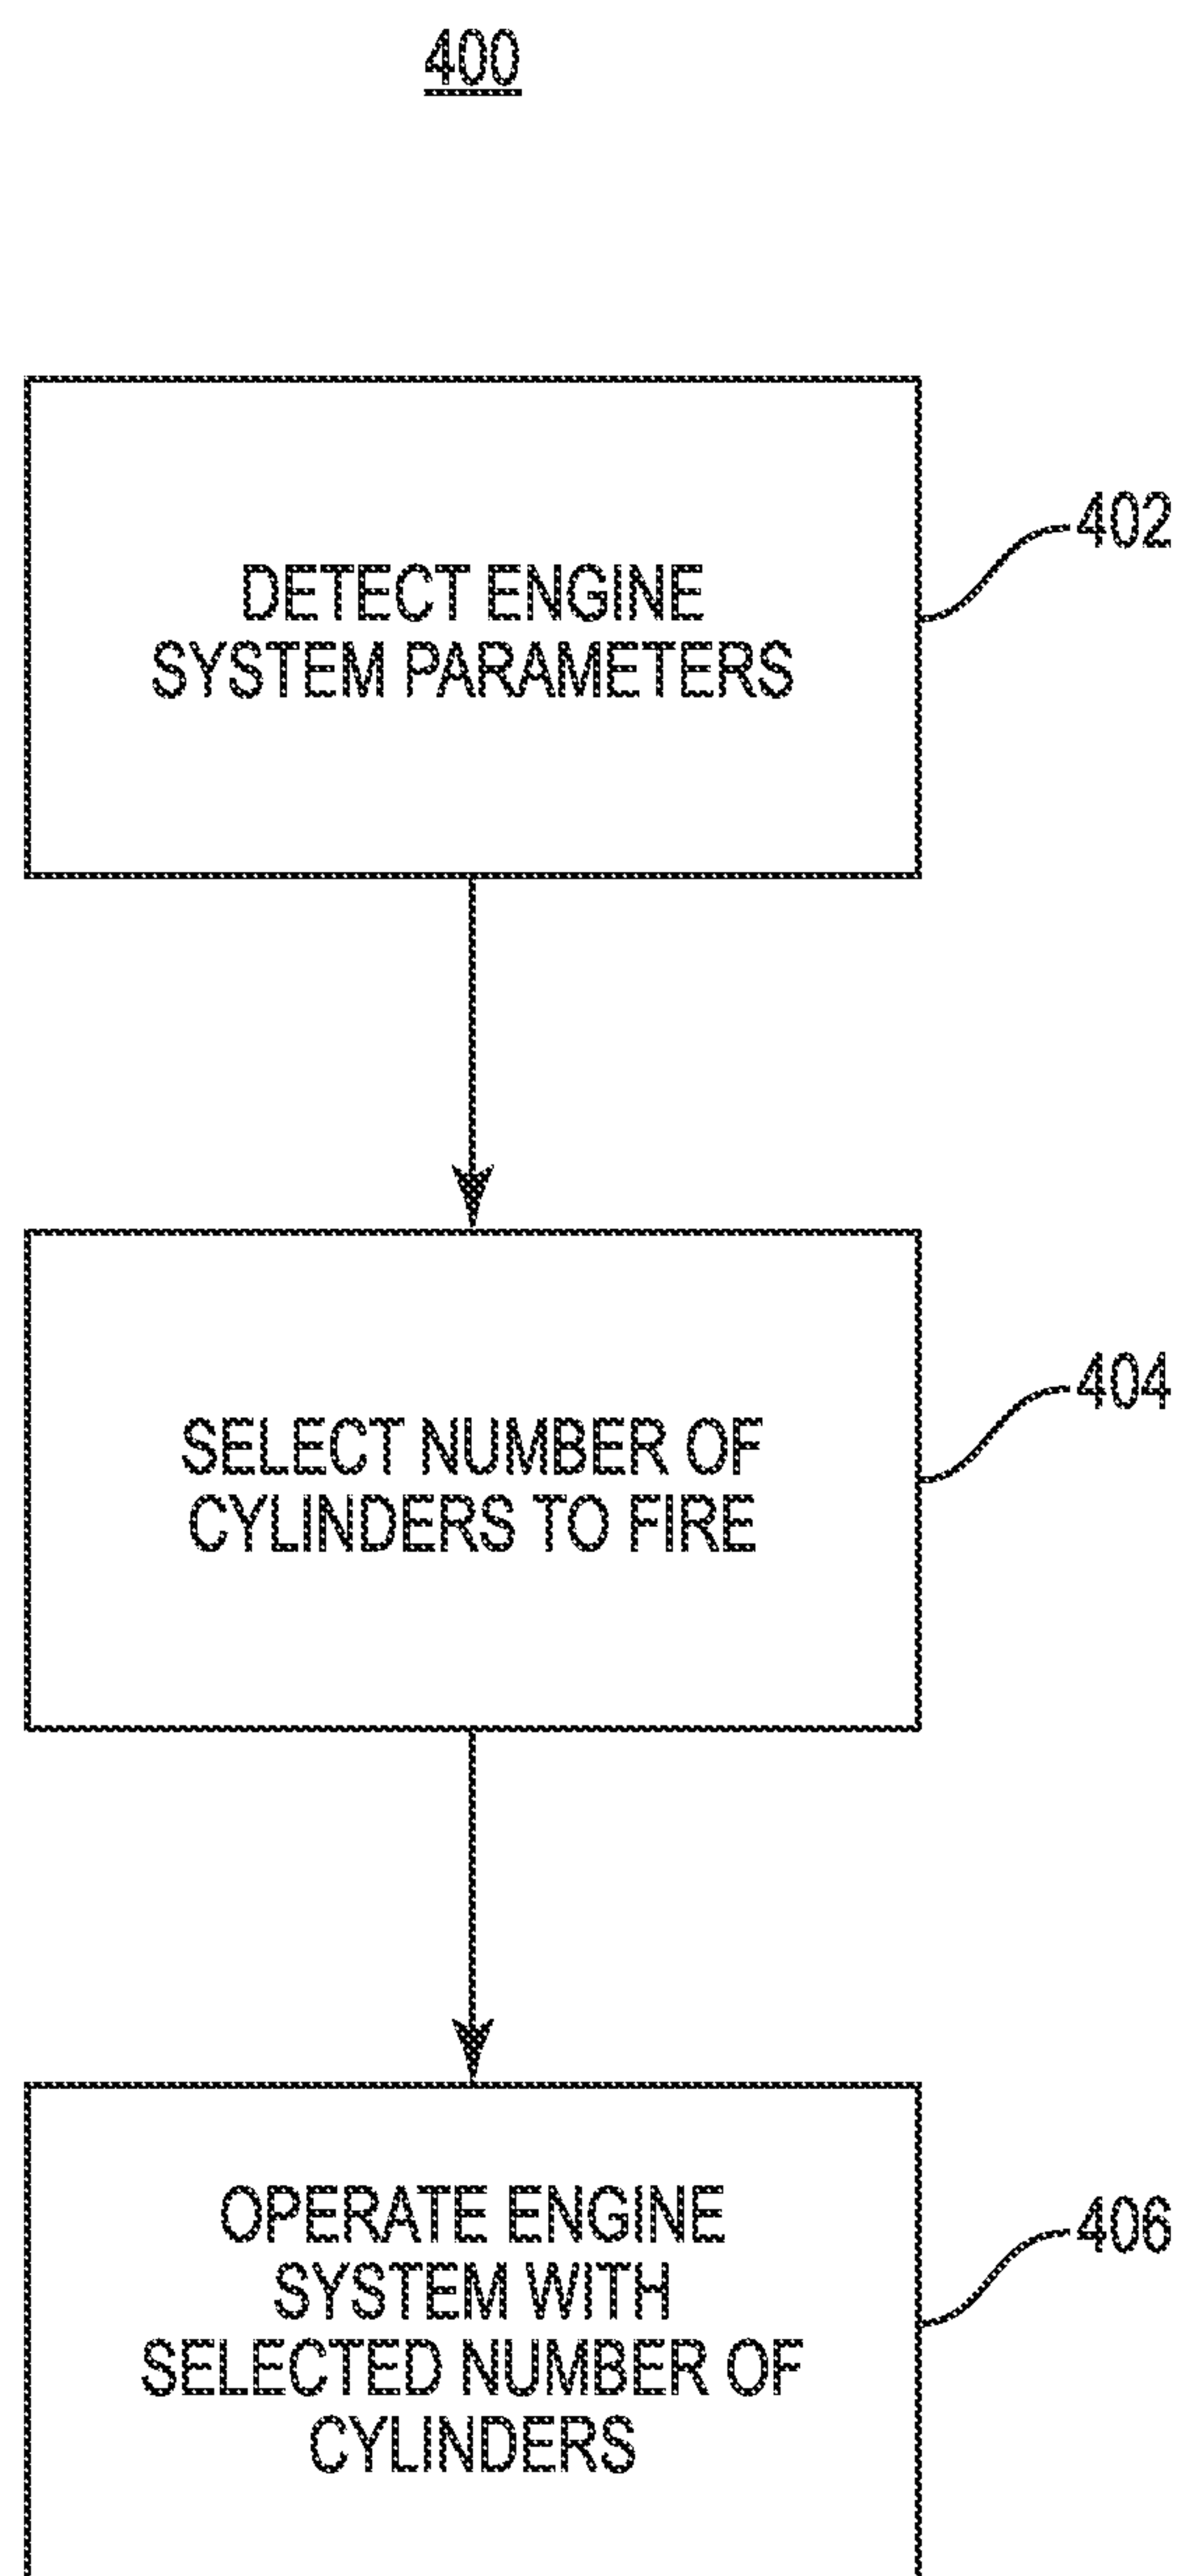 400
DETECT ENGINE
SYSTEM PARAMETERS
402
SELECT NUMBER OF
CYLINDERS TO FIRE
404
OPERATE ENGINE
SYSTEM WITH
SELECTED NUMBER OF
CYLINDERS
406